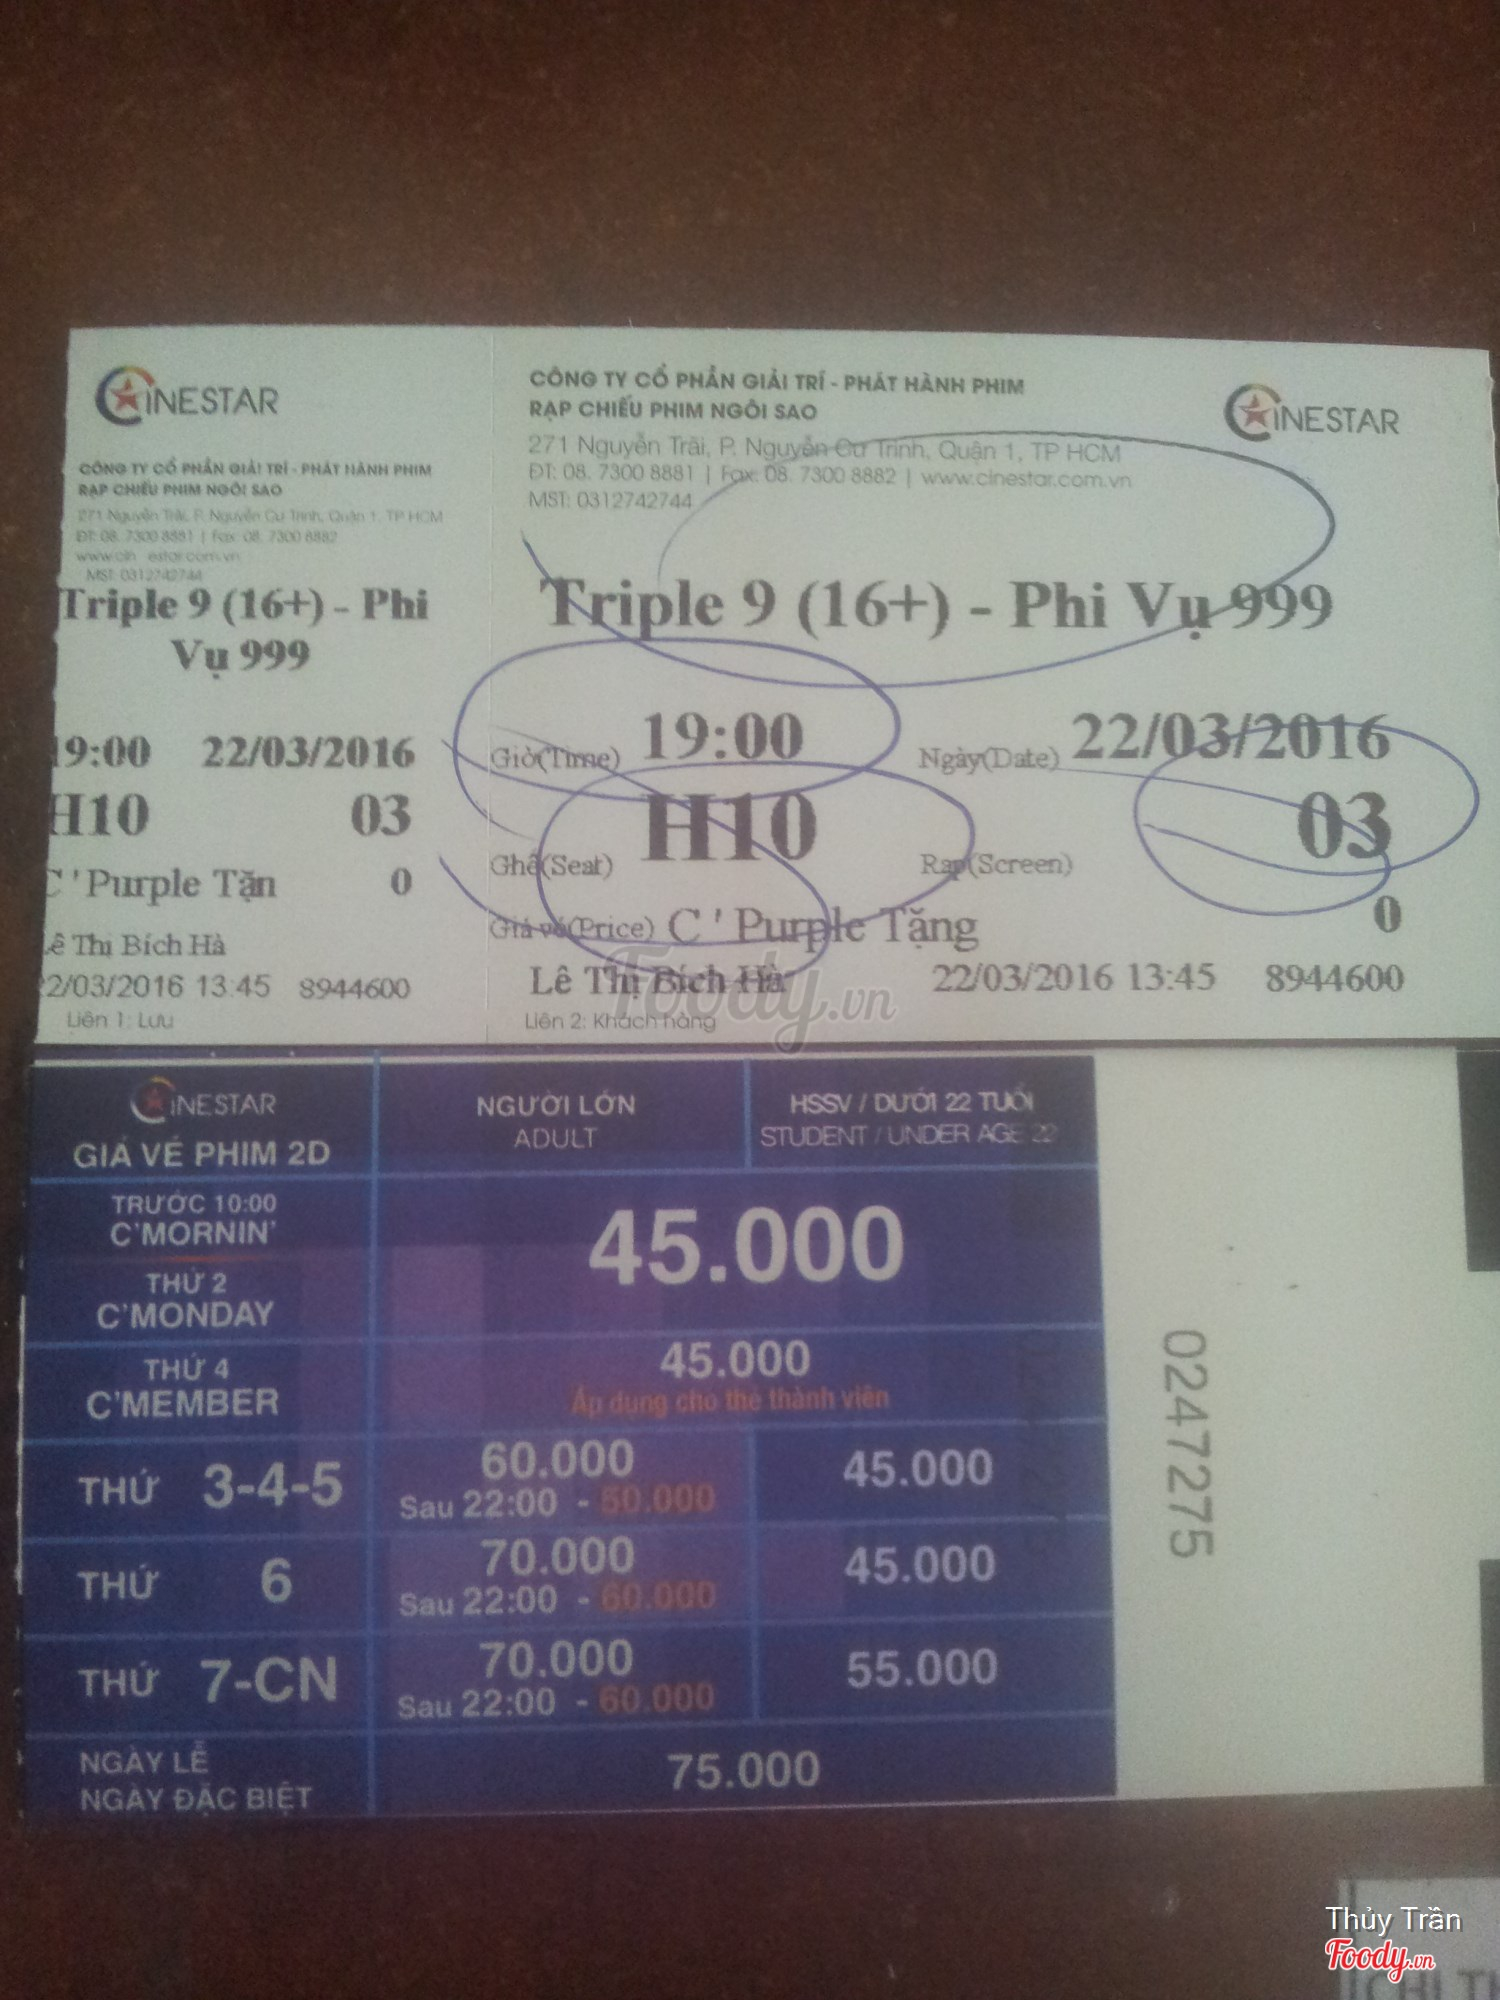 CINESTAR
CÔNG TY CỔ PHẦN GIẢI TRÍ - PHÁT HÀNH PHIM
RẠP CHIẾU PHIM NGÔI SAO
271 Nguyễn Trãi, P. Nguyễn Cư Trinh, Quận 1, TP HCM
ĐT: 08. 7300 8881 | Fax: 08. 7300 8882
www.cin estar.com.vn
MST: 0312742744
Triple 9 (16+) - Phi
Vụ 999
19:00 22/03/2016
H10 03
C'Purple Tặn 0
Lê Thị Bích Hà
22/03/2016 13:45 8944600
Liên 1: Lưu
CÔNG TY CỔ PHẦN GIẢI TRÍ - PHÁT HÀNH PHIM
RẠP CHIẾU PHIM NGÔI SAO
CINESTAR
271 Nguyễn Trãi, P. Nguyễn Cư Trinh, Quận 1, TP HCM
ĐT: 08. 7300 8881 | Fax: 08. 7300 8882 | www.cinestar.com.vn
MST: 0312742744
Triple 9 (16+) - Phi Vụ 999
Giờ(Time) 19:00 Ngày(Date) 22/03/2016
Ghế(Seat) H10 Rạp(Screen) 03
Giá vé(Price) C'Purple Tặng 0
Lê Thị Bích Hà 22/03/2016 13:45 8944600
Liên 2: Khách hàng
Foody.vn
CINESTAR
GIÁ VÉ PHIM 2D
NGƯỜI LỚN
ADULT
HSSV / DƯỚI 22 TUỔI
STUDENT / UNDER AGE 22
TRƯỚC 10:00
C'MORNIN'
THỨ 2
C'MONDAY
45.000
THỨ 4
C'MEMBER
45.000
Áp dụng cho thẻ thành viên
THỨ 3-4-5
60.000
Sau 22:00 - 50.000
45.000
THỨ 6
70.000
Sau 22:00 - 60.000
45.000
THỨ 7-CN
70.000
Sau 22:00 - 60.000
55.000
NGÀY LỄ
NGÀY ĐẶC BIỆT
75.000
0247275
Thủy Trần
Foody.vn